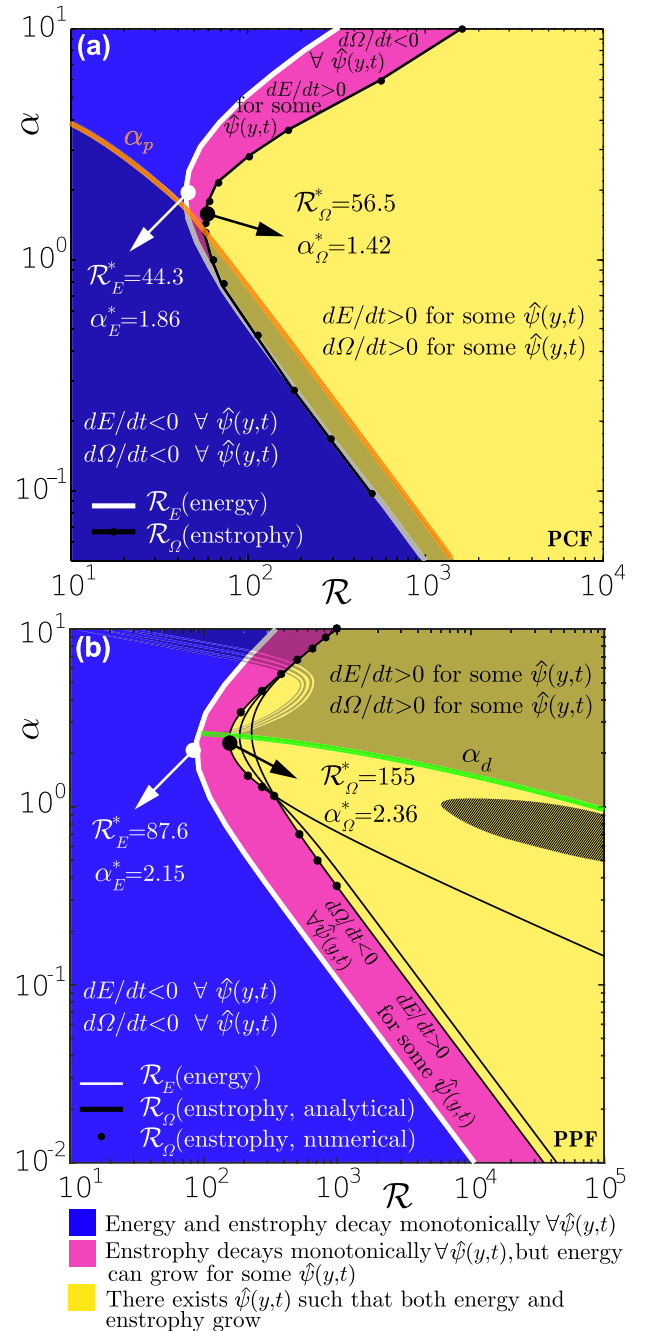 (a)
10^1
10^0
10^{-1}
α
dΩ/dt<0
∀ ψ̂(y,t)
dE/dt>0
for some
ψ̂(y,t)
α_p
ℛ*_Ω=56.5
α*_Ω=1.42
ℛ*_E=44.3
α*_E=1.86
dE/dt>0 for some ψ̂(y,t)
dΩ/dt>0 for some ψ̂(y,t)
dE/dt<0 ∀ ψ̂(y,t)
dΩ/dt<0 ∀ ψ̂(y,t)
ℛ_E(energy)
ℛ_Ω(enstrophy)
PCF
10^1 10^2 10^3 10^4
ℛ
(b)
10^1
10^0
10^{-1}
10^{-2}
α
dE/dt>0 for some ψ̂(y,t)
dΩ/dt>0 for some ψ̂(y,t)
α_d
ℛ*_Ω=155
α*_Ω=2.36
ℛ*_E=87.6
α*_E=2.15
dΩ/dt<0
∀ψ̂(y,t)
dE/dt>0
for some
ψ̂(y,t)
dE/dt<0 ∀ ψ̂(y,t)
dΩ/dt<0 ∀ ψ̂(y,t)
ℛ_E(energy)
ℛ_Ω(enstrophy, analytical)
ℛ_Ω(enstrophy, numerical)
PPF
10^1 10^2 10^3 10^4 10^5
ℛ
Energy and enstrophy decay monotonically ∀ψ̂(y,t)
Enstrophy decays monotonically ∀ψ̂(y,t), but energy
can grow for some ψ̂(y,t)
There exists ψ̂(y,t) such that both energy and
enstrophy grow